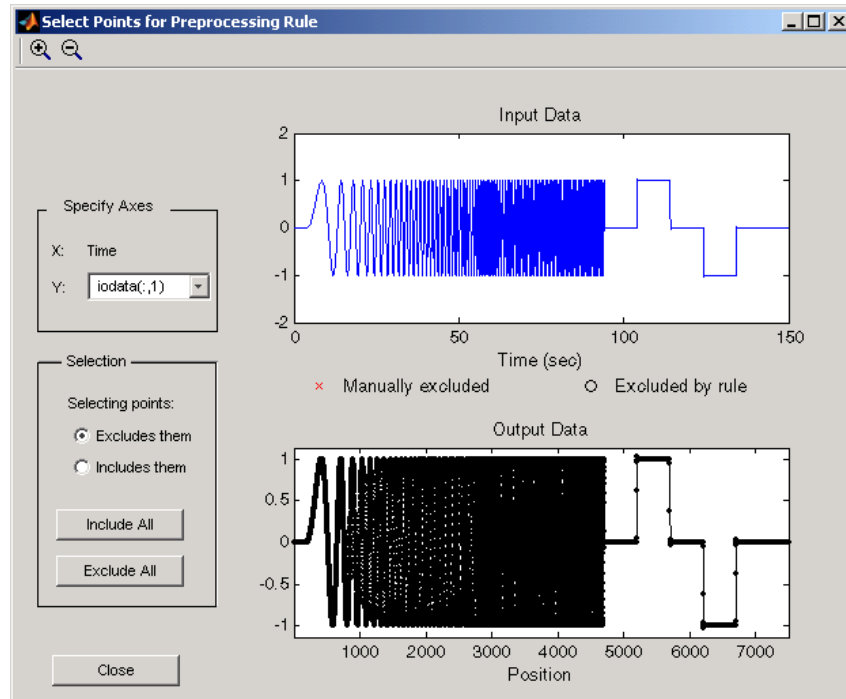 Select Points for Preprocessing Rule
Specify Axes
X: Time
Y: iodata(:,1)
Selection
Selecting points:
Excludes them
Includes them
Include All
Exclude All
Close
Input Data
2
1
0
-1
-2
0 50 100 150
Time (sec)
× Manually excluded O Excluded by rule
Output Data
1
0.5
0
-0.5
-1
1000 2000 3000 4000 5000 6000 7000
Position